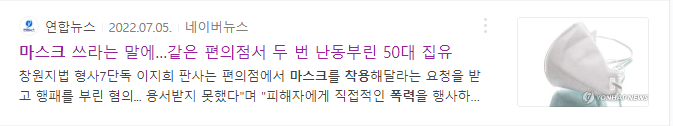 연합뉴스 2022.07.05. 네이버뉴스
마스크 쓰라는 말에...같은 편의점서 두 번 난동부린 50대 집유
창원지법 형사7단독 이지희 판사는 편의점에서 마스크를 착용해달라는 요청을 받
고 행패를 부린 혐의... 용서받지 못했다"며 "피해자에게 직접적인 폭력을 행사하...
YONHAP NEWS